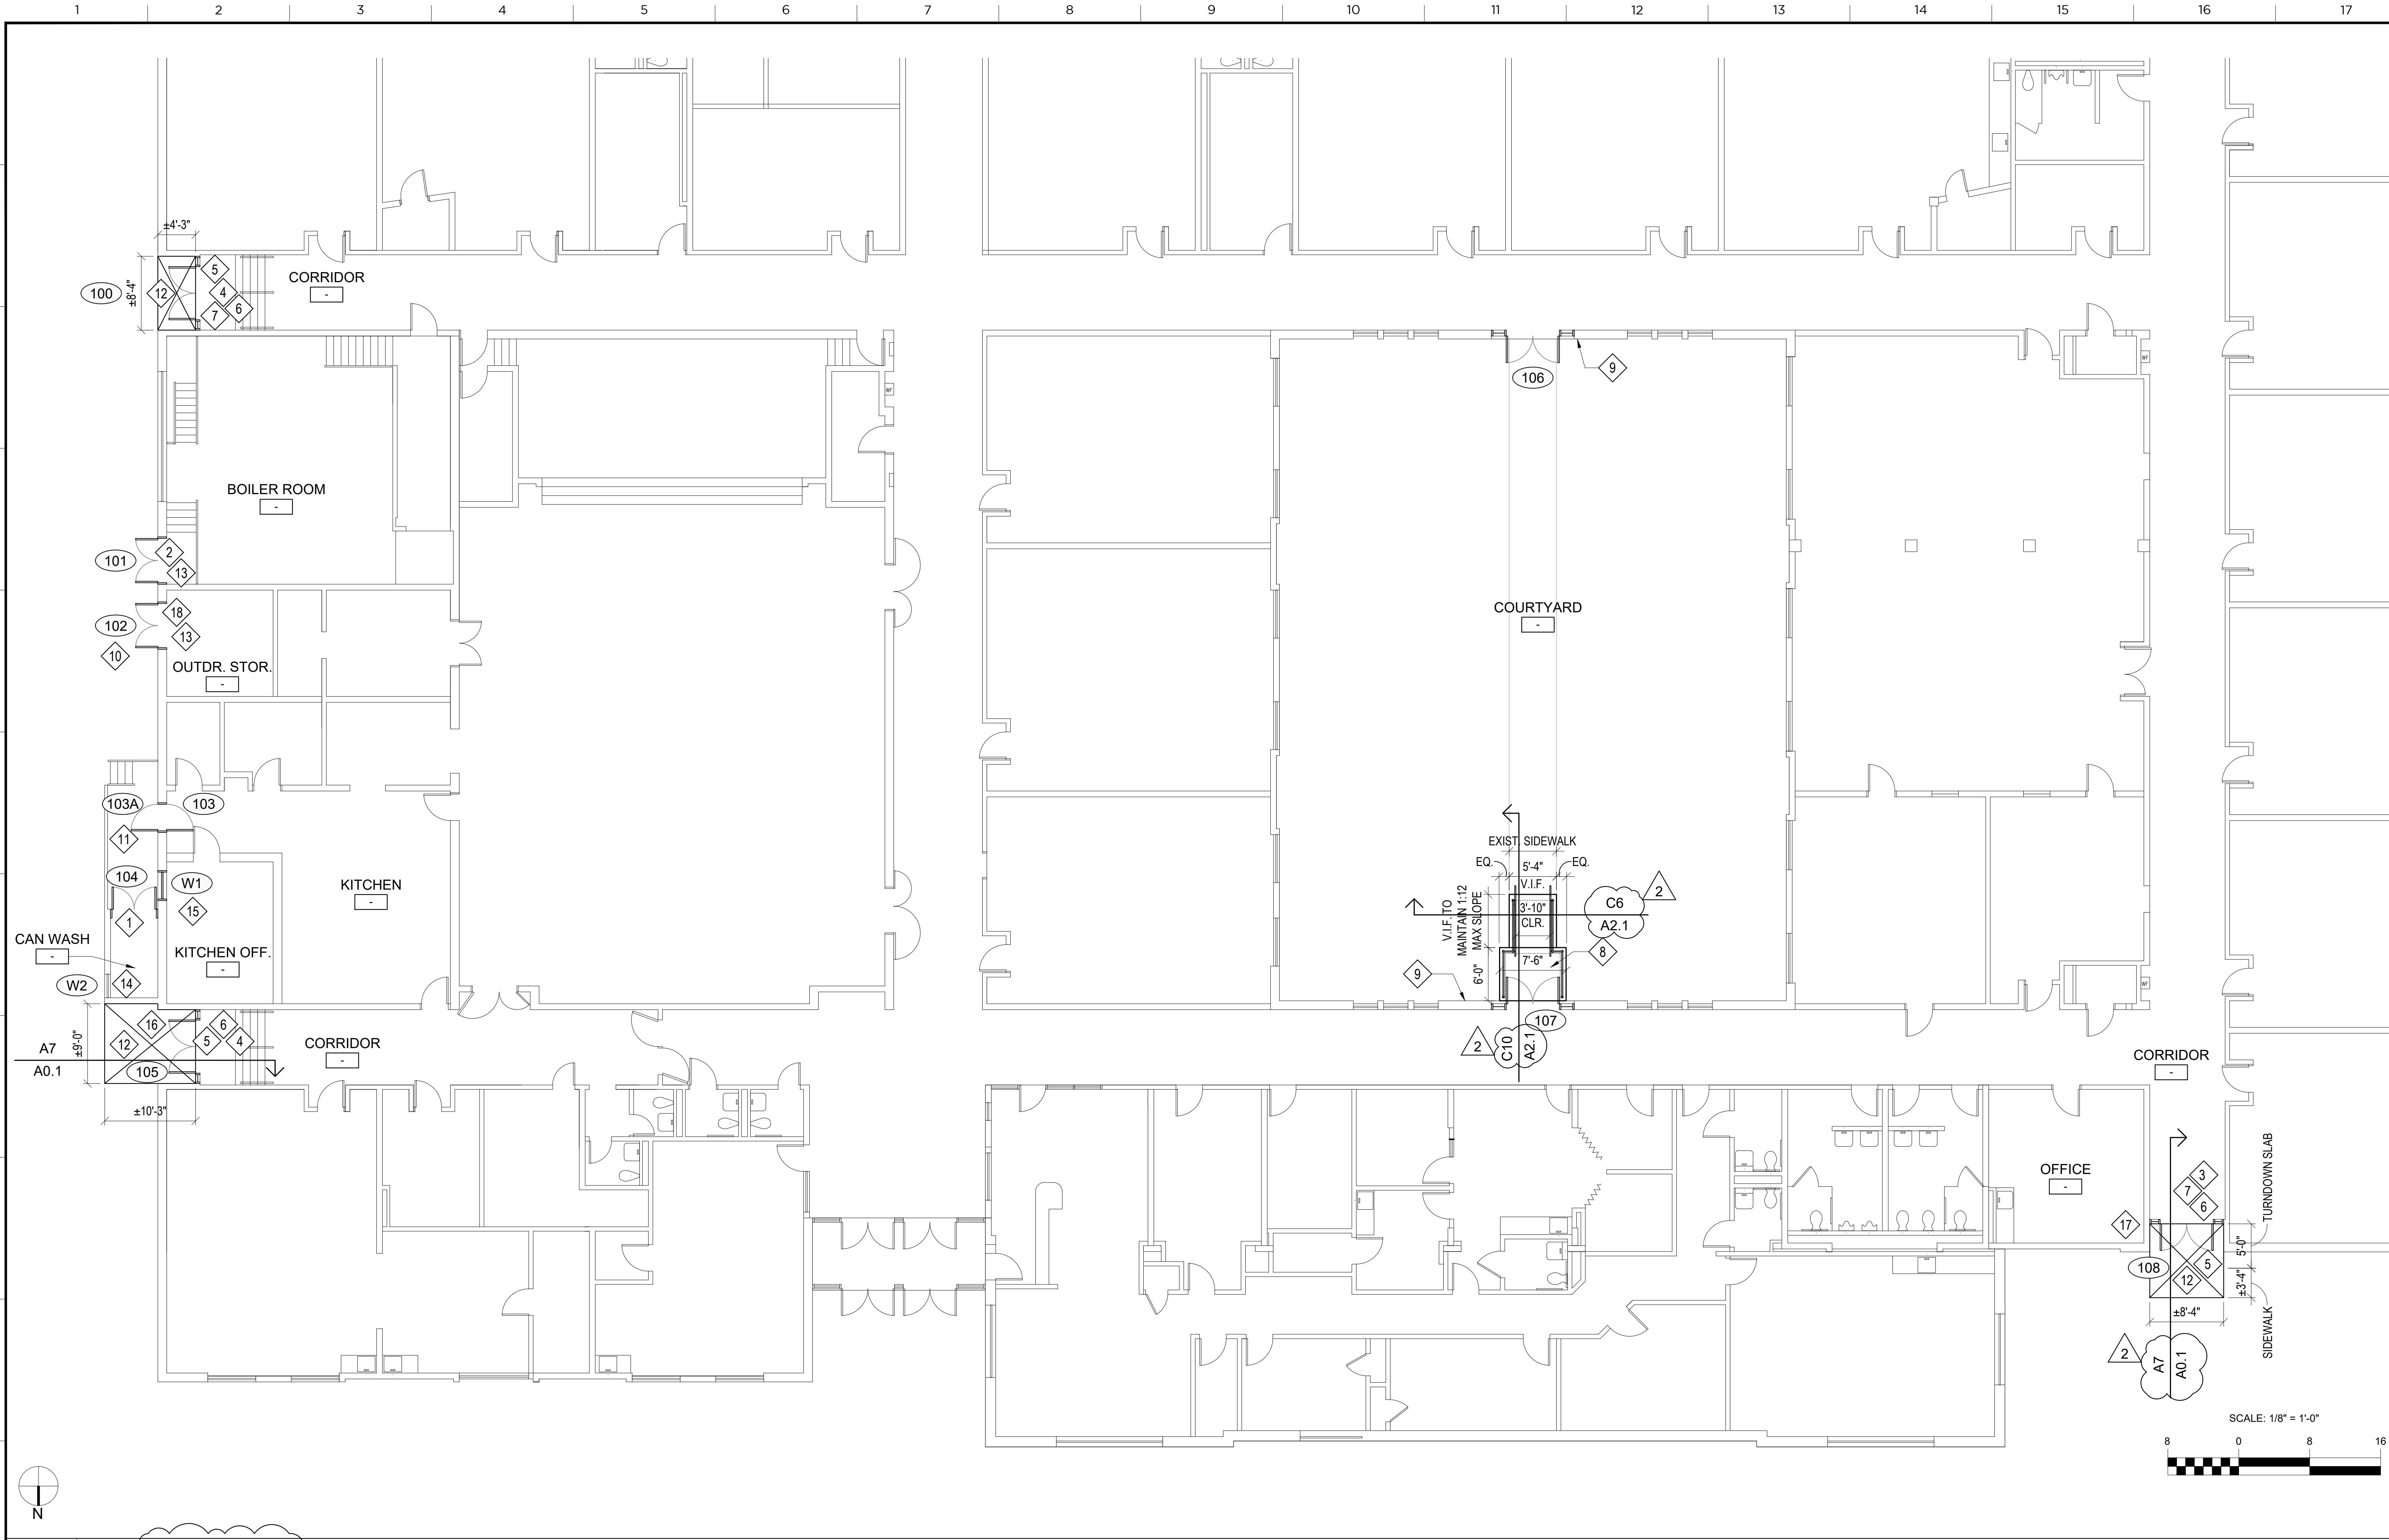 1 2 3 4 5 6 7 8 9 10 11 12 13 14 15 16 17
±4'-3"
100
±8'-4"
12
5
4
6
7
CORRIDOR
-
BOILER ROOM
-
101
2
13
102
18
13
10
OUTDR. STOR.
-
WF
103A
103
11
104
W1
1
15
KITCHEN
-
CAN WASH
-
KITCHEN OFF.
-
14
W2
16
12
6
5
4
±9'-0"
A7
A0.1
105
±10'-3"
CORRIDOR
-
106
9
COURTYARD
-
EXIST. SIDEWALK
EQ.
5'-4"
EQ.
V.I.F.
V.I.F. TO
MAINTAIN 1:12
MAX SLOPE
3'-10"
CLR.
C6
A2.1
2
8
7'-6"
6'-0"
9
107
2
C10
A2.1
WF
WF
CORRIDOR
-
OFFICE
-
3
7
6
17
TURNDOWN SLAB
5'-0"
108
5
12
±3'-4"
±8'-4"
SIDEWALK
2
A7
A0.1
SCALE: 1/8" = 1'-0"
8 0 8 16
N